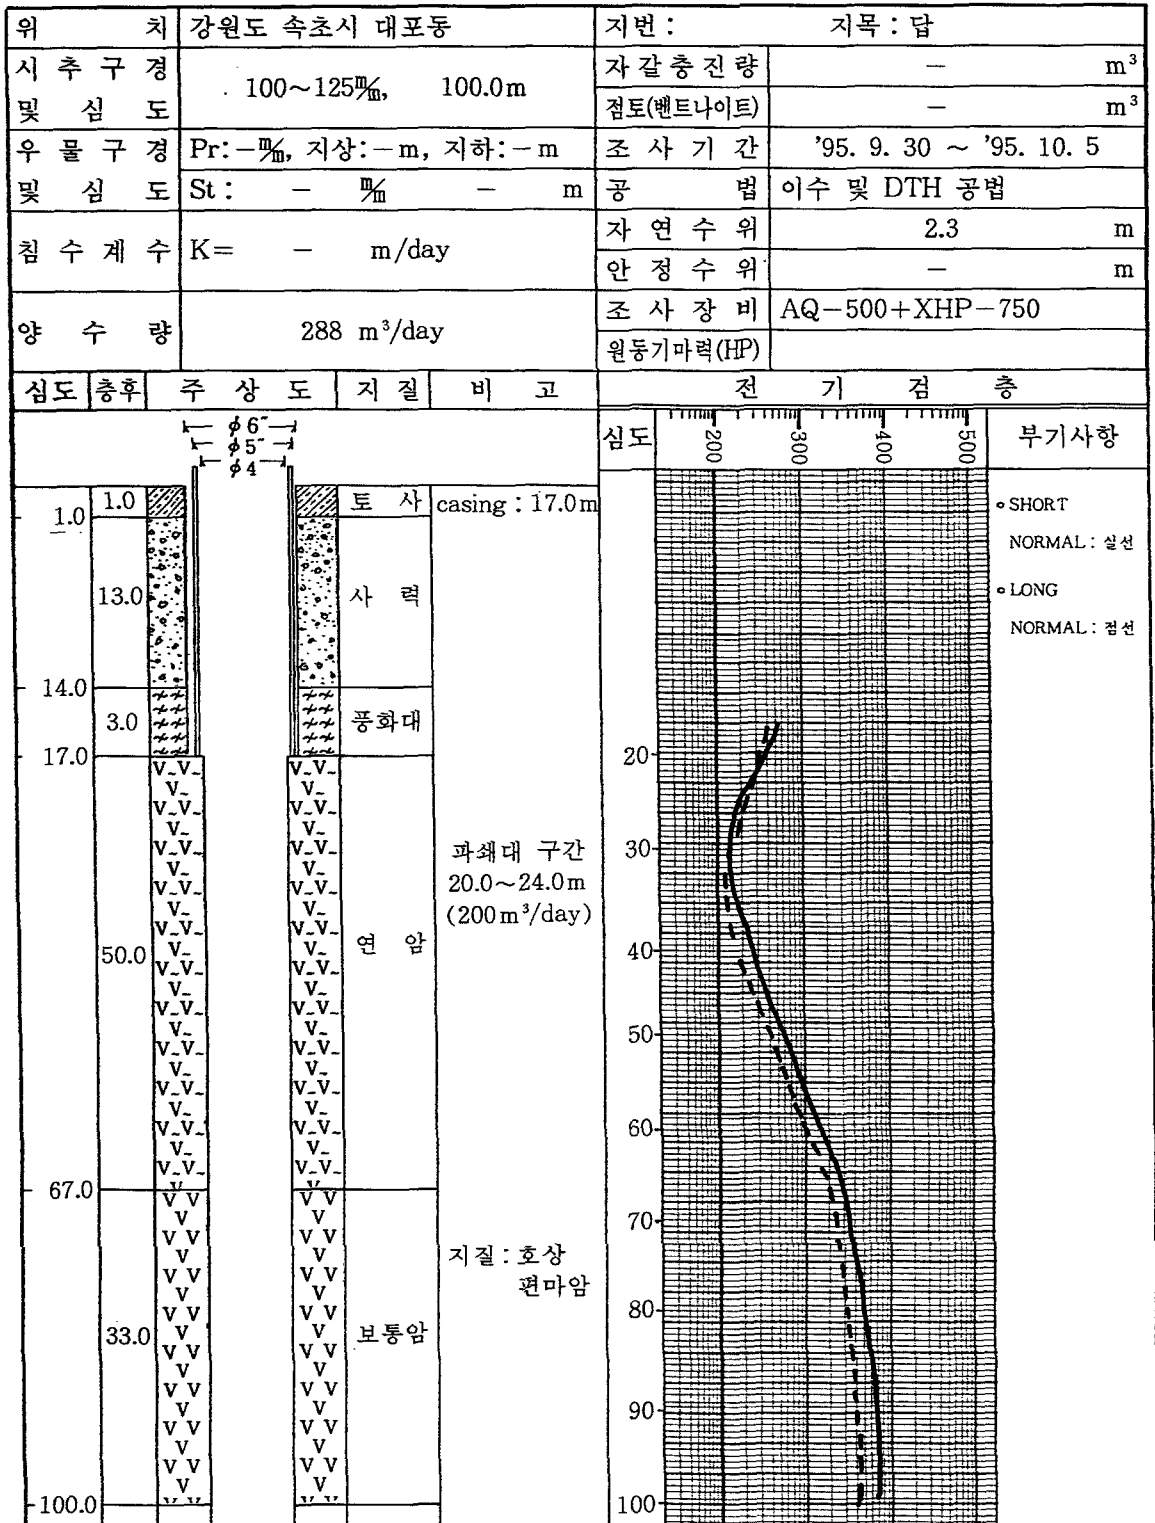 위 치 강원도 속초시 대포동 지번 : 지목 : 답
시 추 구 경 및 심 도 100~125㎜, 100.0m 자 갈 충 진 량 — m³
점토(벤트나이트) — m³
우 물 구 경 및 심 도 Pr:-㎜, 지상:-m, 지하:-m 조 사 기 간 '95. 9. 30 ~ '95. 10. 5
St : — ㎜ — m 공 법 이수 및 DTH 공법
침 수 계 수 K= — m/day 자 연 수 위 2.3 m
안 정 수 위 — m
양 수 량 288 m³/day 조 사 장 비 AQ-500+XHP-750
원동기마력(HP)
심도 층후 주 상 도 지 질 비 고 전 기 검 층
심도 200 300 400 500 부기사항
φ6"
φ5"
φ4
1.0 토 사 casing : 17.0m
1.0
13.0 사 력
14.0
3.0 풍화대
17.0
파쇄대 구간
20.0~24.0m
(200m³/day)
50.0 연 암
67.0
지질 : 호상
편마암
33.0 보통암
100.0
20
30
40
50
60
70
80
90
100
∘ SHORT
NORMAL : 실선
∘ LONG
NORMAL : 점선